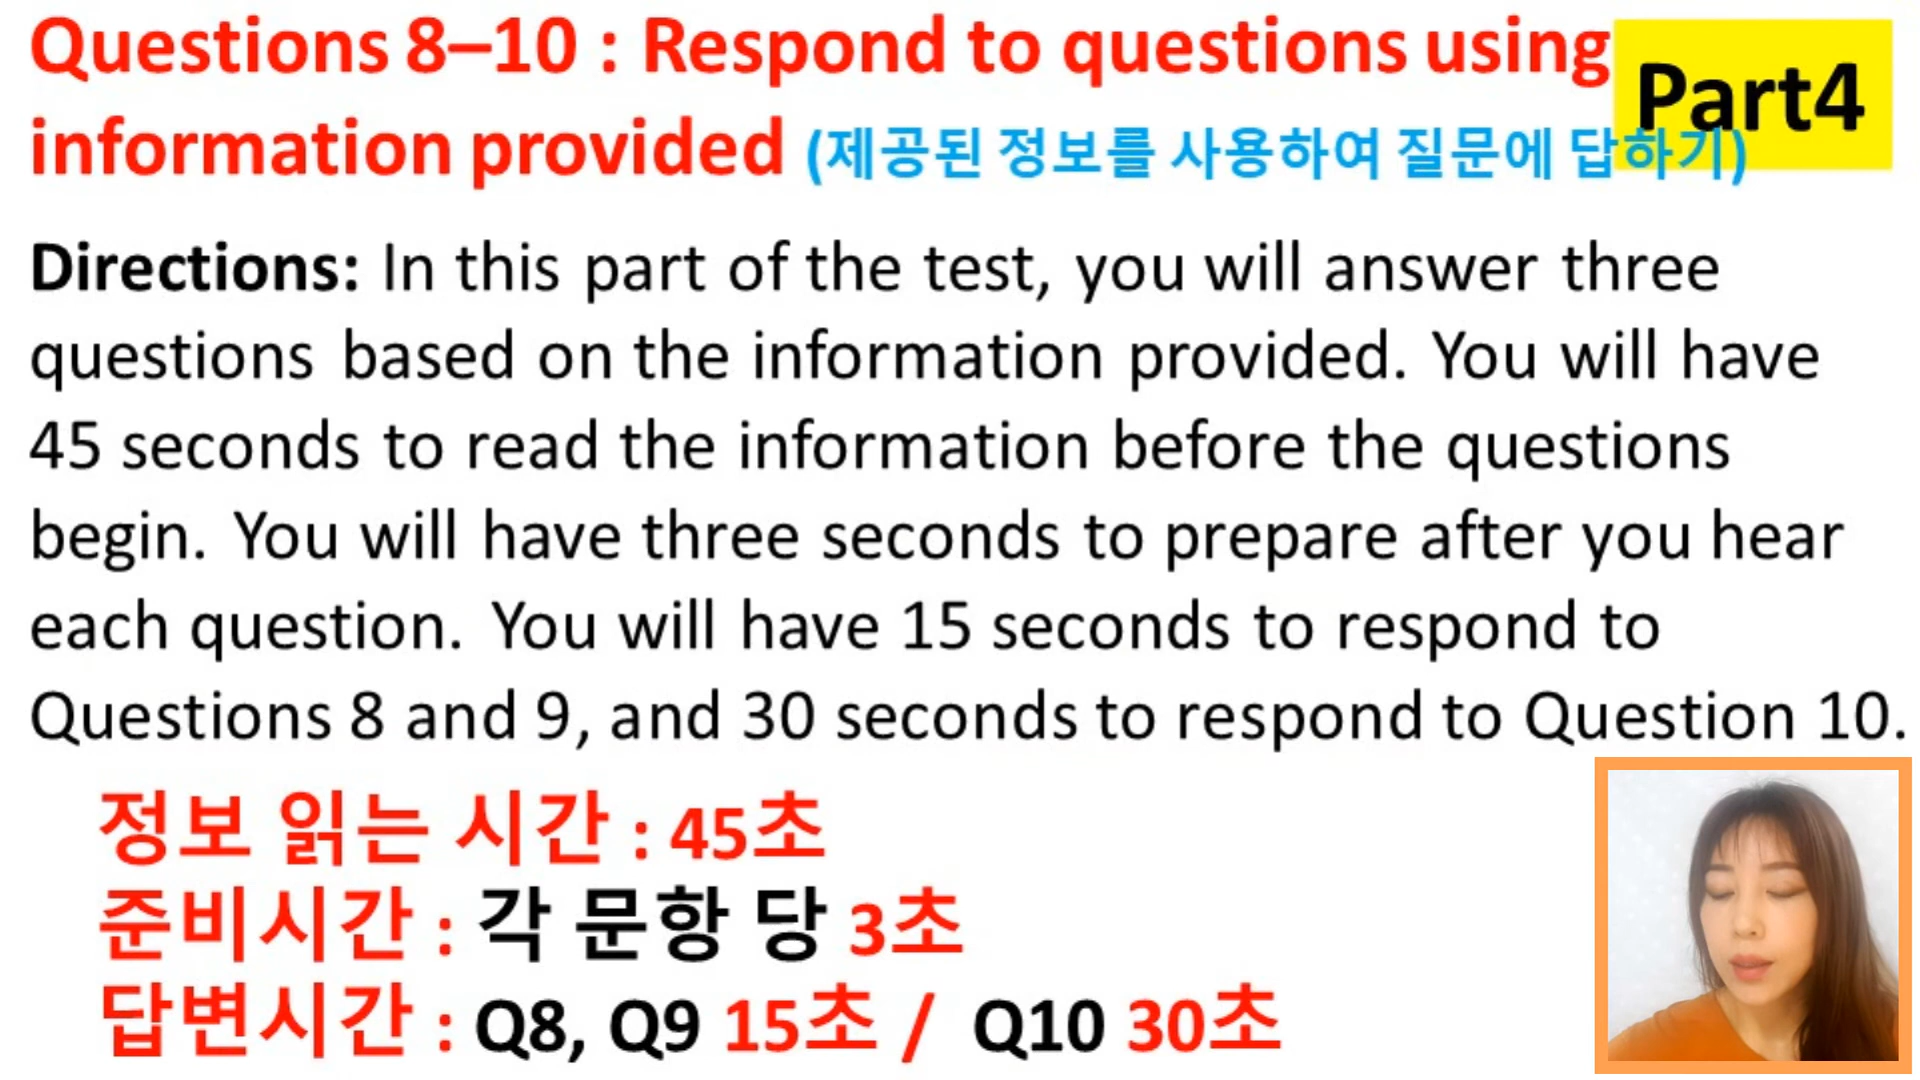 Questions 8–10 : Respond to questions using
Part4
information provided (제공된 정보를 사용하여 질문에 답하기)
Directions: In this part of the test, you will answer three
questions based on the information provided. You will have
45 seconds to read the information before the questions
begin. You will have three seconds to prepare after you hear
each question. You will have 15 seconds to respond to
Questions 8 and 9, and 30 seconds to respond to Question 10.
정보 읽는 시간 : 45초
준비시간 : 각 문항 당 3초
답변시간 : Q8, Q9 15초 / Q10 30초